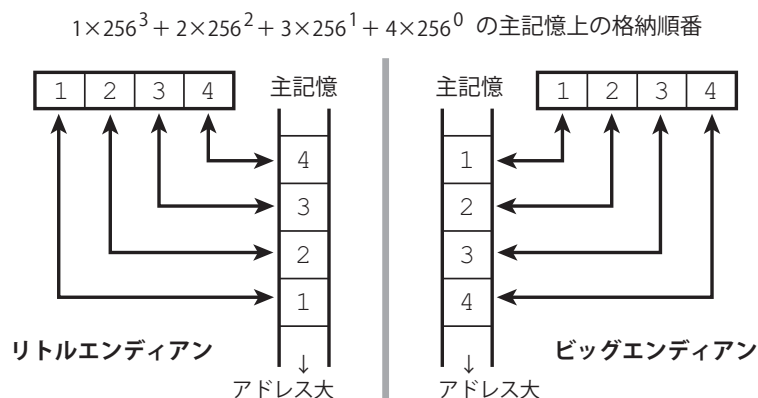 1×256³ + 2×256² + 3×256¹ + 4×256⁰ の主記憶上の格納順番
1 2 3 4
主記憶
4
3
2
1
リトルエンディアン
↓
アドレス大
主記憶
1 2 3 4
1
2
3
4
ビッグエンディアン
↓
アドレス大